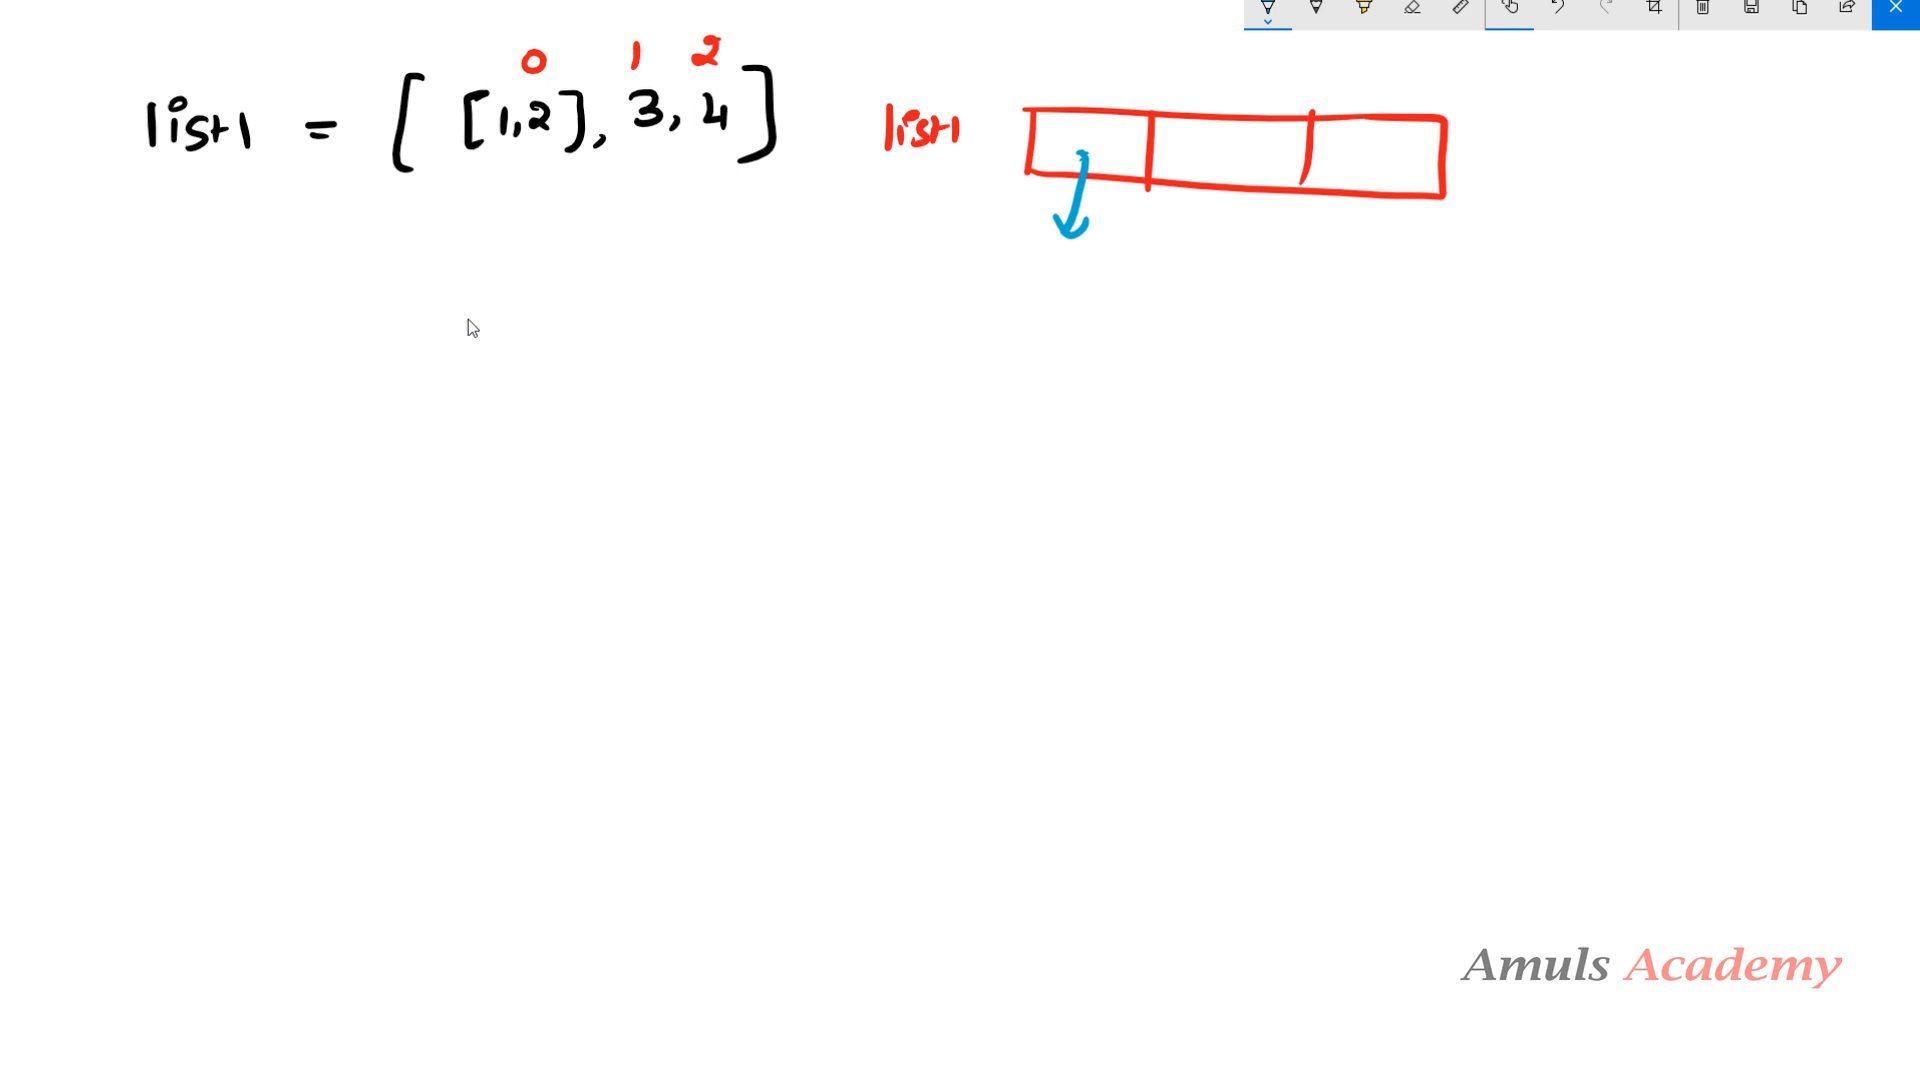 0 1 2
list1 = [ [1,2], 3, 4 ]
list1
Amuls Academy